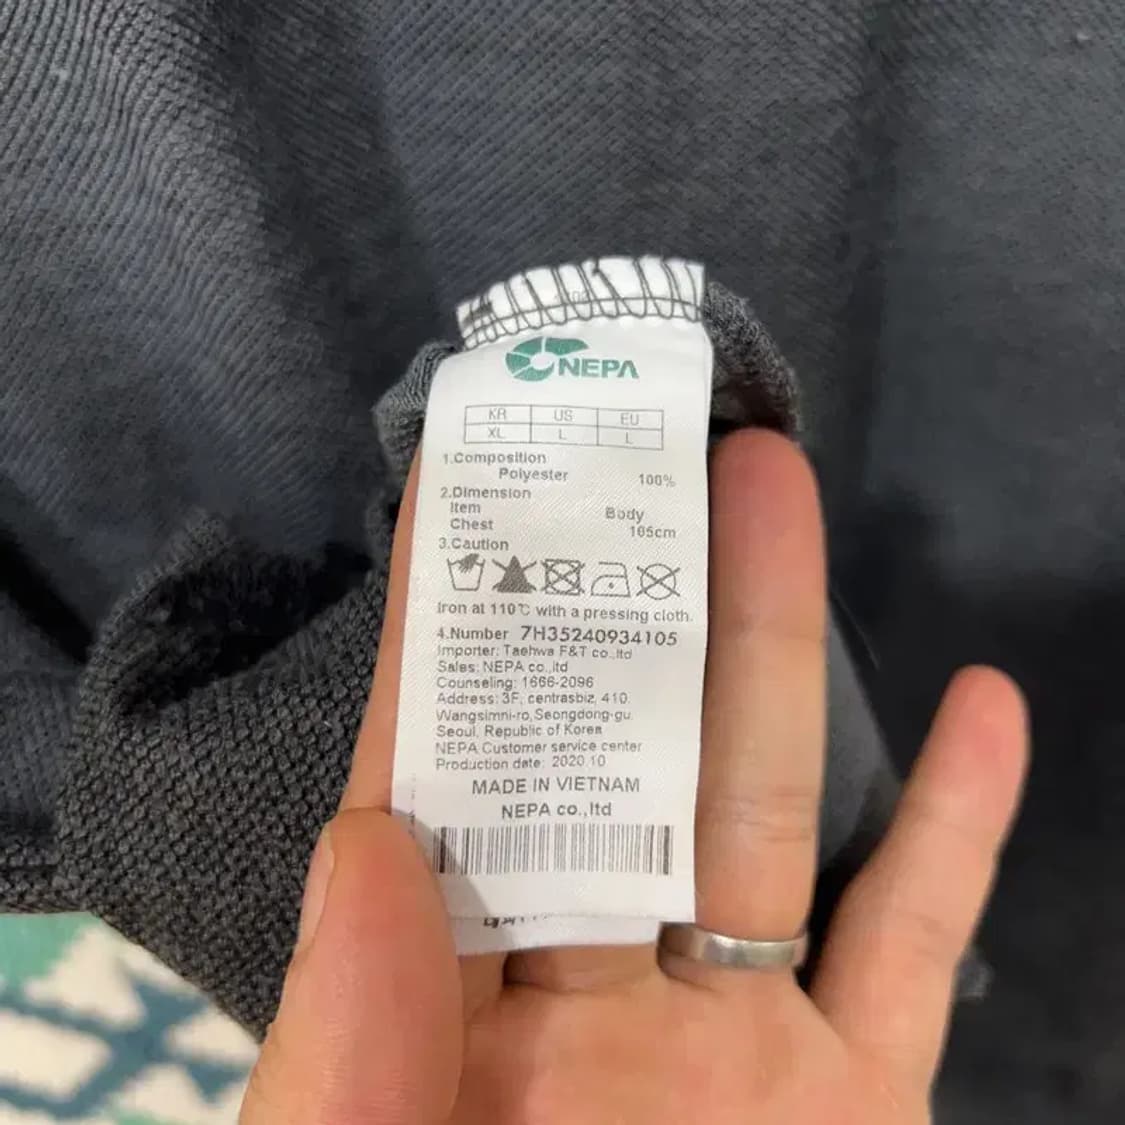 NEPA
KR US EU
XL L L
1.Composition
Polyester 100%
2.Dimension
Item Body
Chest 105cm
3.Caution
Iron at 110℃ with a pressing cloth.
4.Number 7H35240934105
Importer: Taehwa F&T co.,ltd
Sales: NEPA co.,ltd
Counseling: 1666-2096
Address: 3F, centrasbiz, 410,
Wangsimni-ro, Seongdong-gu,
Seoul, Republic of Korea
NEPA Customer service center
Production date: 2020.10
MADE IN VIETNAM
NEPA co.,ltd